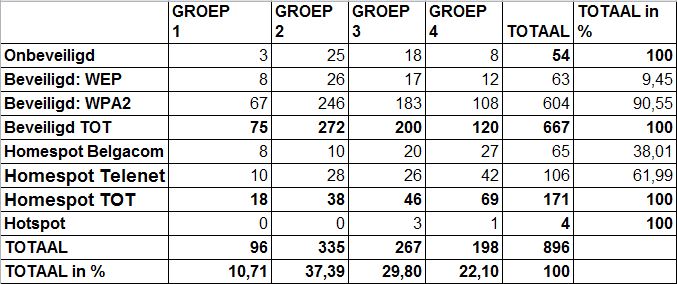 GROEP 1 GROEP 2 GROEP 3 GROEP 4 TOTAAL TOTAAL in %
Onbeveiligd 3 25 18 8 54 100
Beveiligd: WEP 8 26 17 12 63 9,45
Beveiligd: WPA2 67 246 183 108 604 90,55
Beveiligd TOT 75 272 200 120 667 100
Homespot Belgacom 8 10 20 27 65 38,01
Homespot Telenet 10 28 26 42 106 61,99
Homespot TOT 18 38 46 69 171 100
Hotspot 0 0 3 1 4 100
TOTAAL 96 335 267 198 896
TOTAAL in % 10,71 37,39 29,80 22,10 100